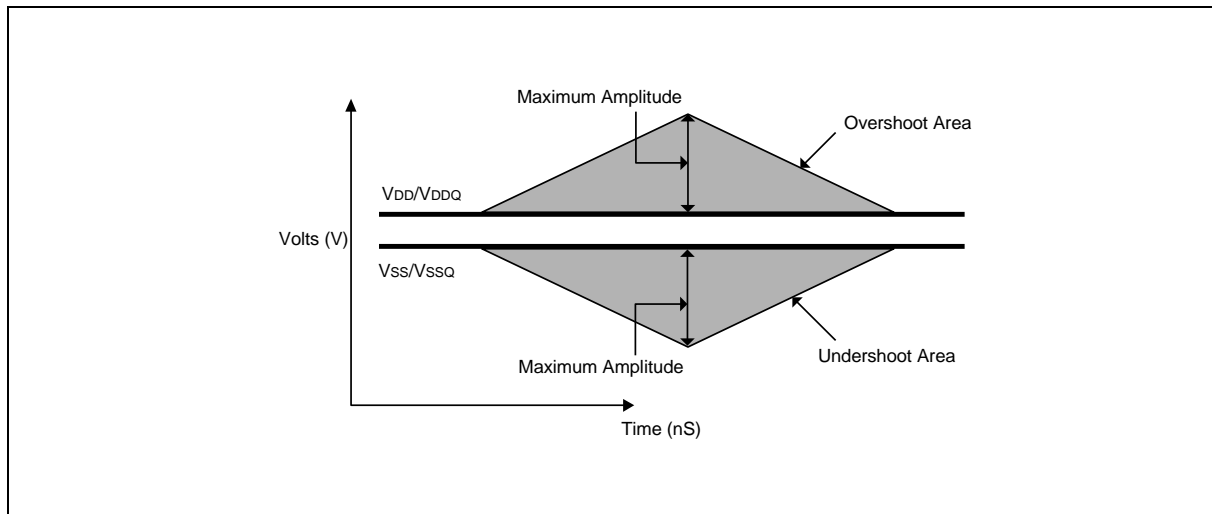 Maximum Amplitude
Overshoot Area
VDD/VDDQ
Volts (V)
VSS/VSSQ
Maximum Amplitude
Undershoot Area
Time (nS)